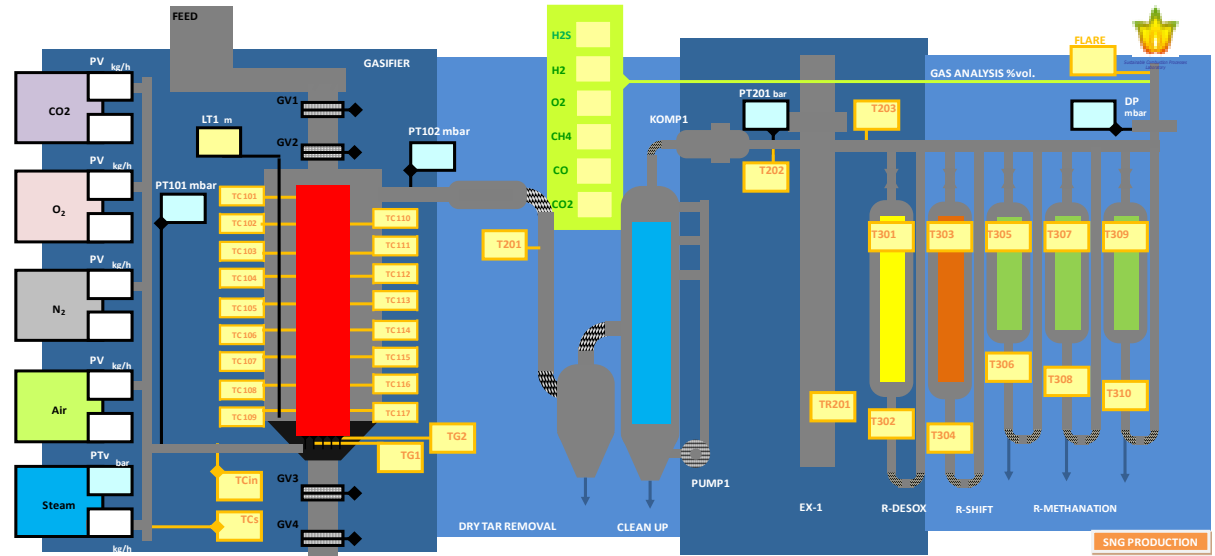 FEED
PV
kg/h
CO2
PV
kg/h
O₂
PV
kg/h
N₂
PV
kg/h
Air
PTv
bar
Steam
kg/h
GASIFIER
GV1
GV2
LT1 m
PT101 mbar
PT102 mbar
TC101
TC102
TC103
TC104
TC105
TC106
TC107
TC108
TC109
TC110
TC111
TC112
TC113
TC114
TC115
TC116
TC117
TG2
TG1
TCin
TCs
GV3
GV4
T201
DRY TAR REMOVAL
H2S
H2
O2
CH4
CO
CO2
GAS ANALYSIS %vol.
KOMP1
CLEAN UP
PUMP1
PT201 bar
T202
T203
TR201
EX-1
FLARE
DP
mbar
T301
T303
T305
T307
T309
T302
T304
T306
T308
T310
R-DESOX
R-SHIFT
R-METHANATION
SNG PRODUCTION